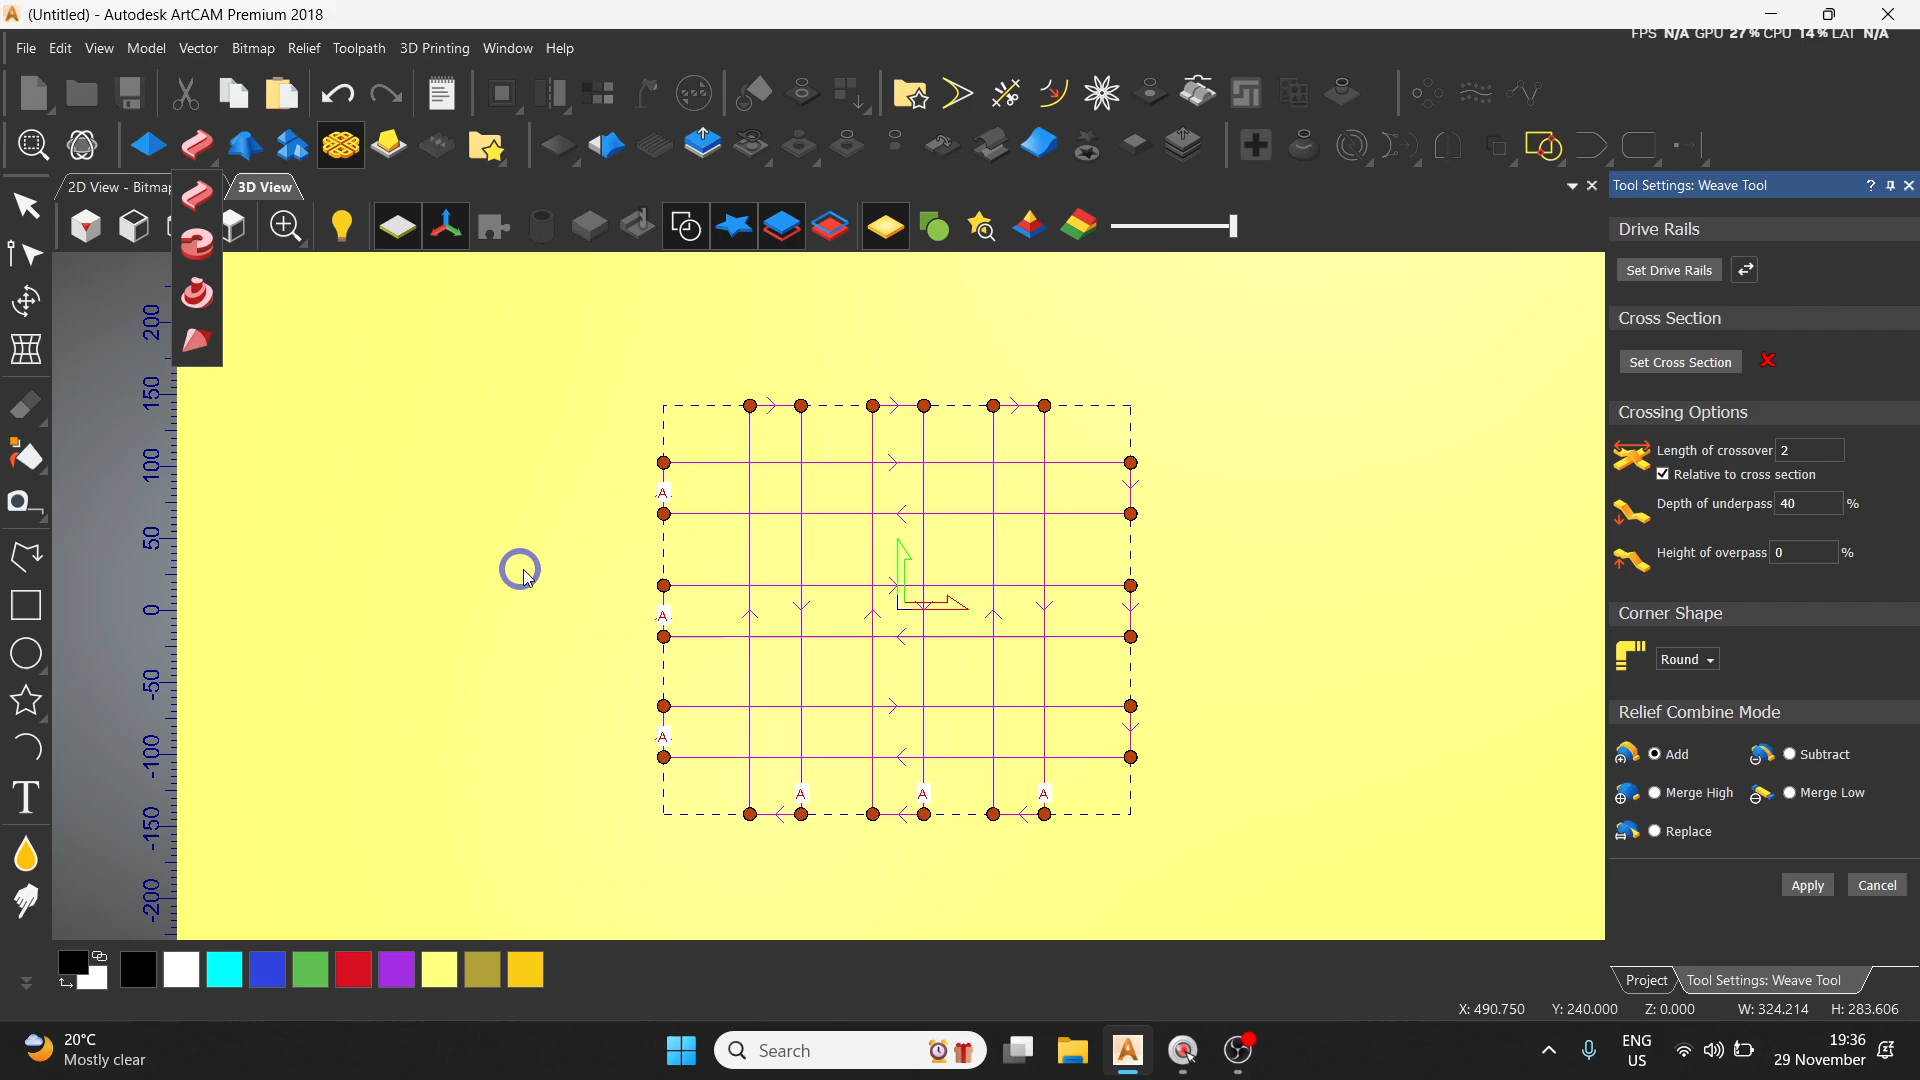 (Untitled) - Autodesk ArtCAM Premium 2018
FPS N/A GPU 27% CPU 14% LAT N/A
File Edit View Model Vector Bitmap Relief Toolpath 3D Printing Window Help
2D View - Bitmap
3D View
Tool Settings: Weave Tool
Drive Rails
Set Drive Rails
Cross Section
Set Cross Section
Crossing Options
Length of crossover 2
Relative to cross section
Depth of underpass 40 %
Height of overpass 0 %
Corner Shape
Round
Relief Combine Mode
Add Subtract
Merge High Merge Low
Replace
Apply Cancel
200
150
100
50
0
-50
-100
-150
-200
A
A
A
A A A
Project Tool Settings: Weave Tool
X: 490.750 Y: 240.000 Z: 0.000 W: 324.214 H: 283.606
20°C
Mostly clear
Search
ENG
US
19:36
29 November